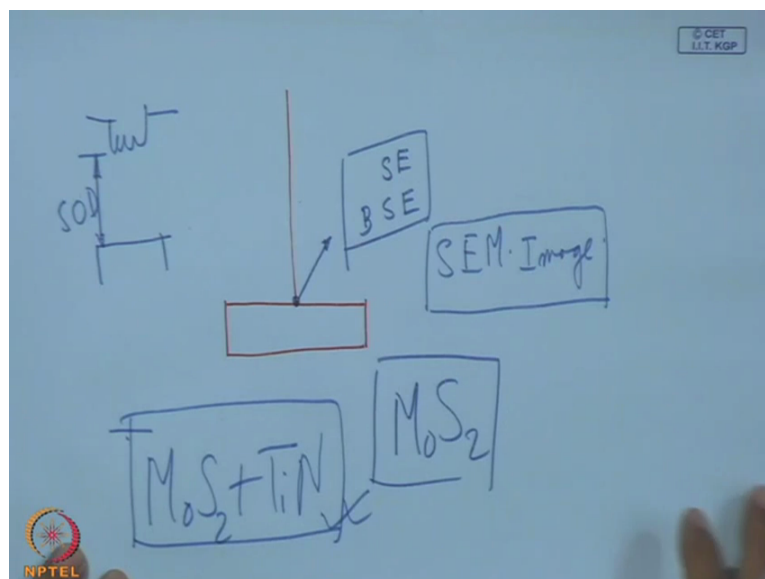 © CET
I.I.T. KGP
SOD
SE
BSE
SEM. Image
MoS2
MoS2+TiN
NPTEL